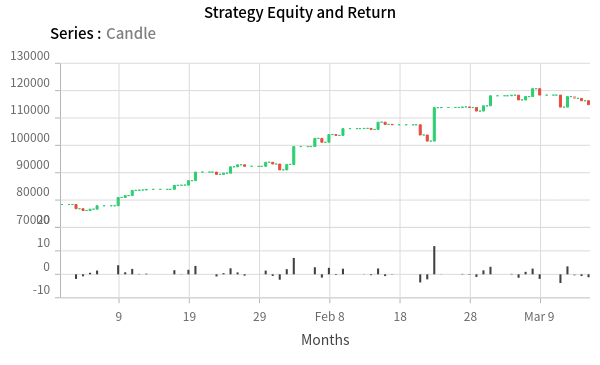 Strategy Equity and Return
Series : Candle
130000
120000
110000
100000
90000
80000
70000
20
10
0
-10
9 19 29 Feb 8 18 28 Mar 9
Months